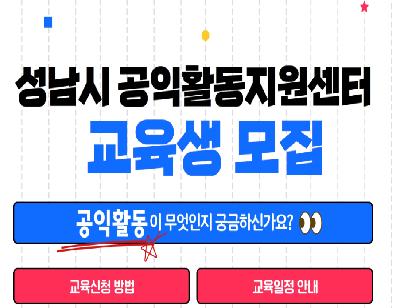 성남시 공익활동지원센터
교육생 모집
공익활동이 무엇인지 궁금하신가요? 👀
교육신청 방법
교육일정 안내